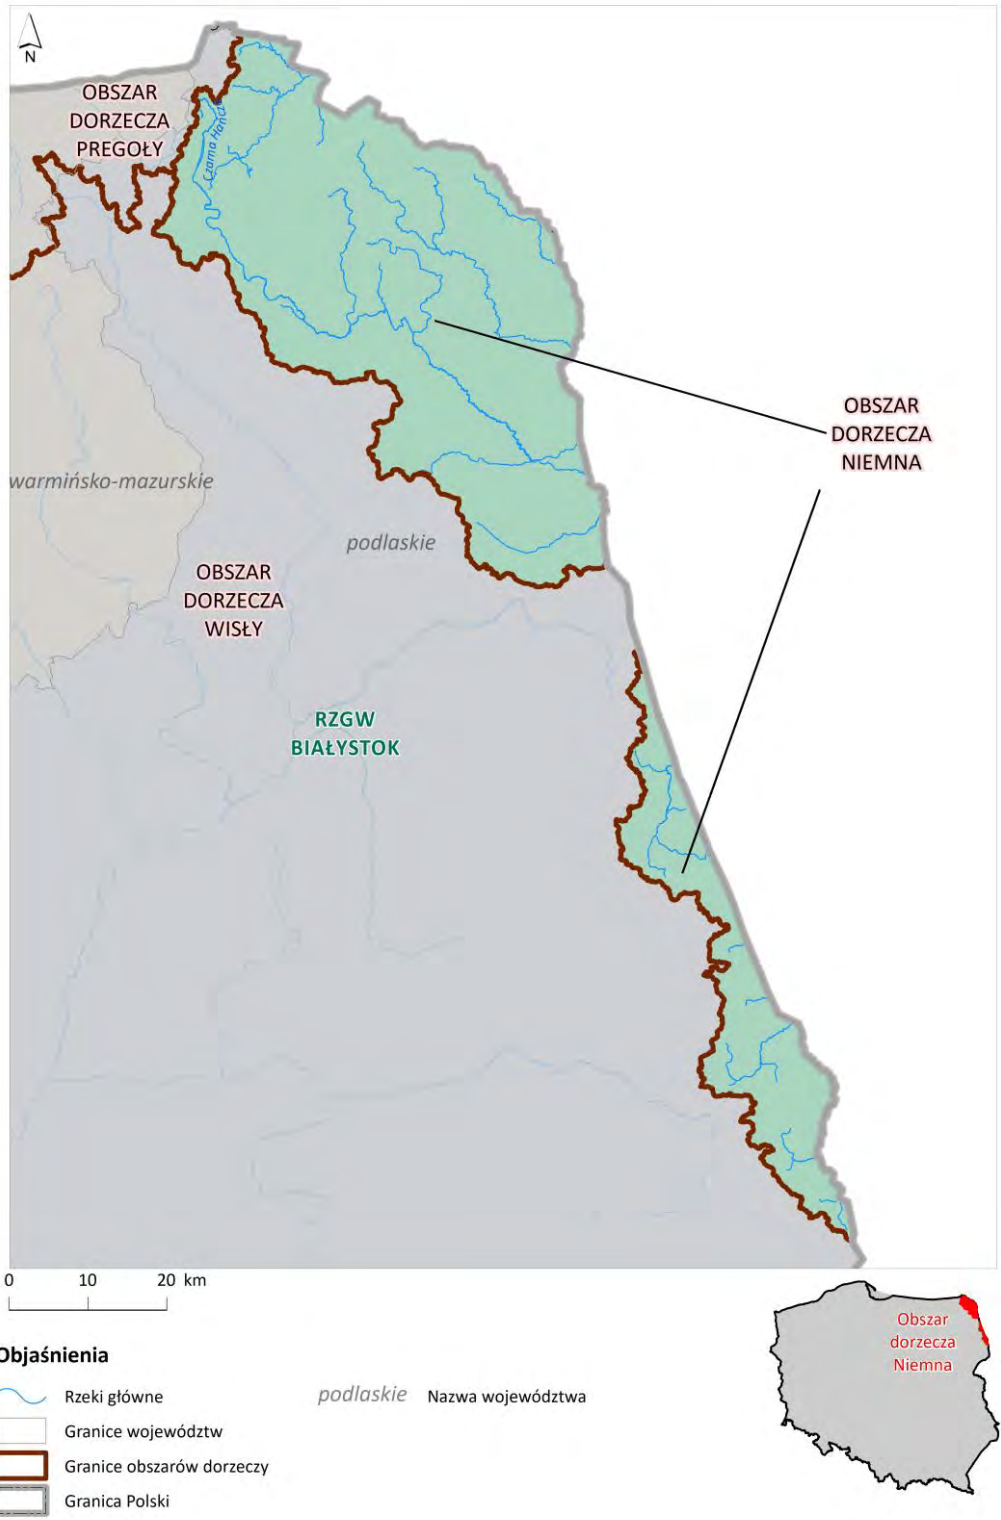 N
OBSZAR
DORZECZA
PREGOŁY
Czarna Hańcza
OBSZAR
DORZECZA
NIEMNA
warmińsko-mazurskie
podlaskie
OBSZAR
DORZECZA
WISŁY
RZGW
BIAŁYSTOK
0 10 20 km
Obszar
dorzecza
Niemna
Objaśnienia
Rzeki główne
podlaskie Nazwa województwa
Granice województw
Granice obszarów dorzeczy
Granica Polski